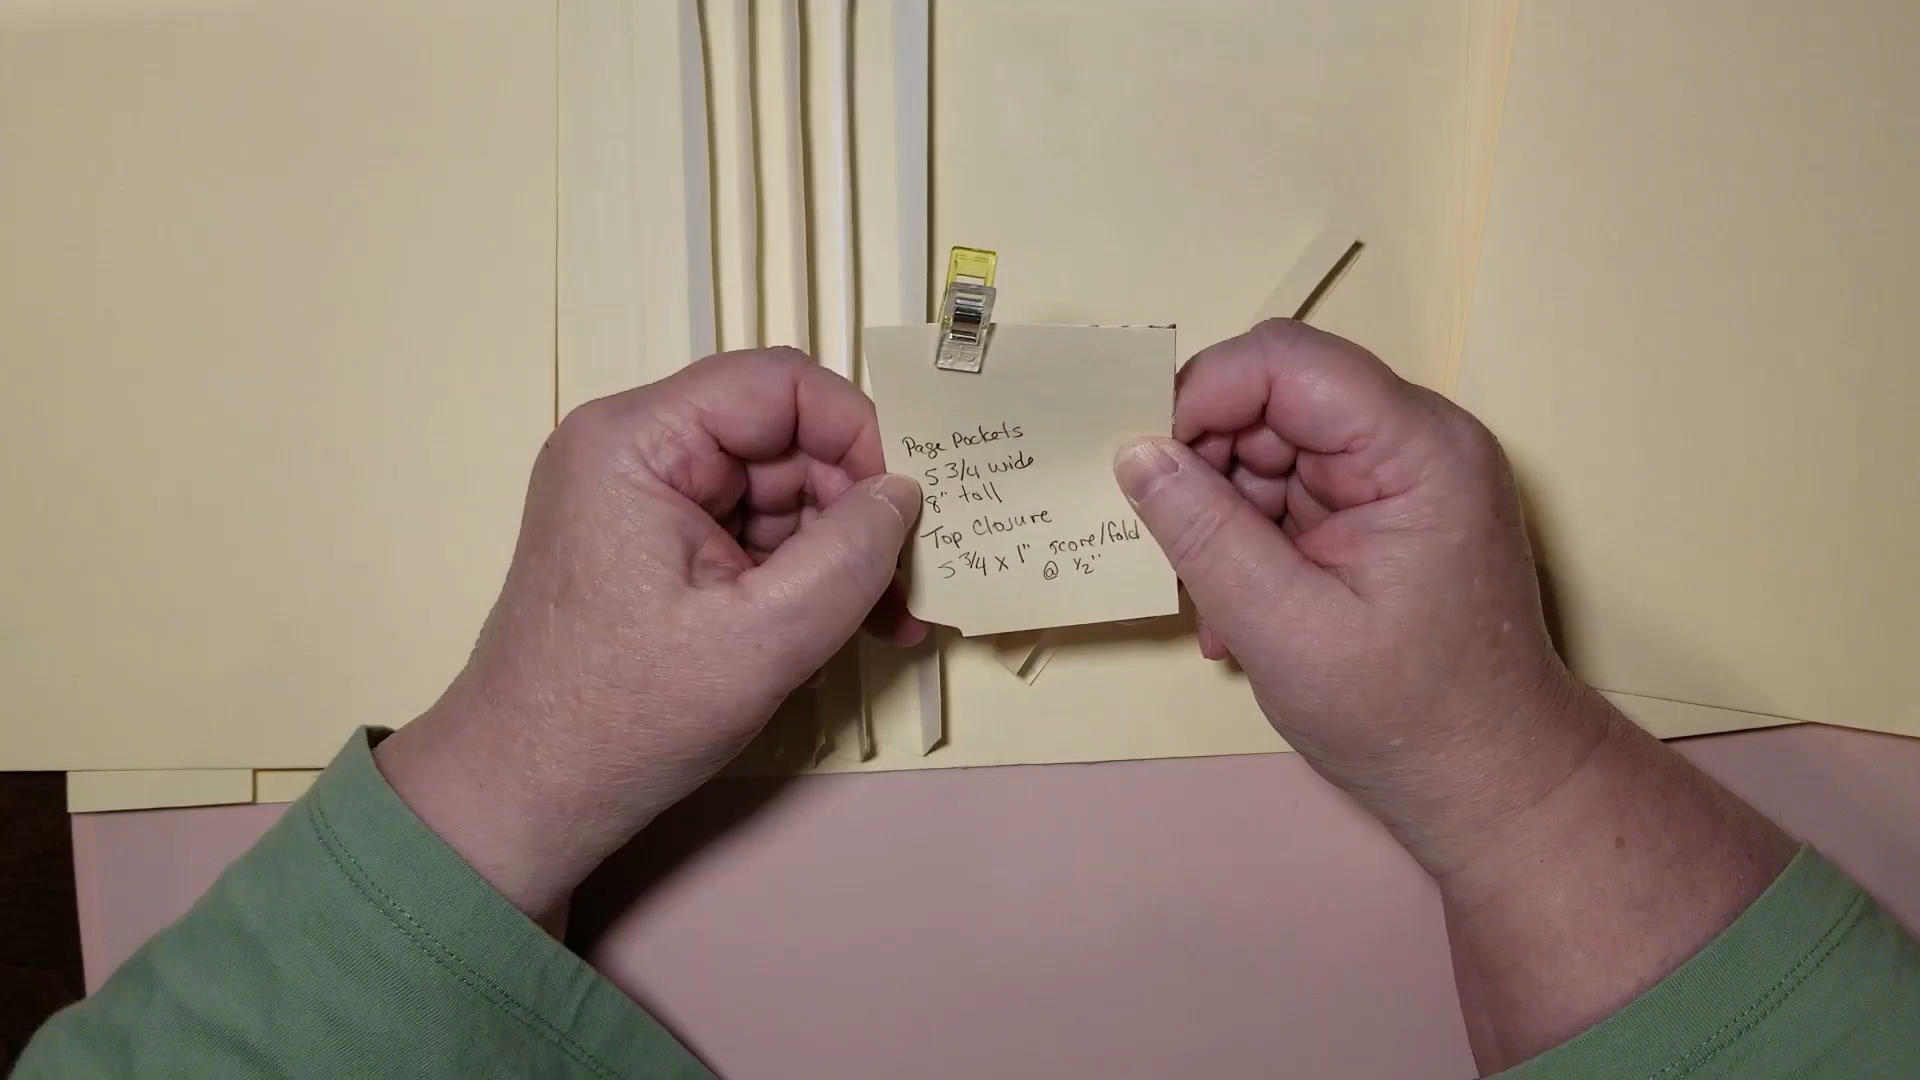 Page Pockets
5 3/4 wide
8" tall
Top Closure
5 3/4 x 1" score/fold
@ 1/2"